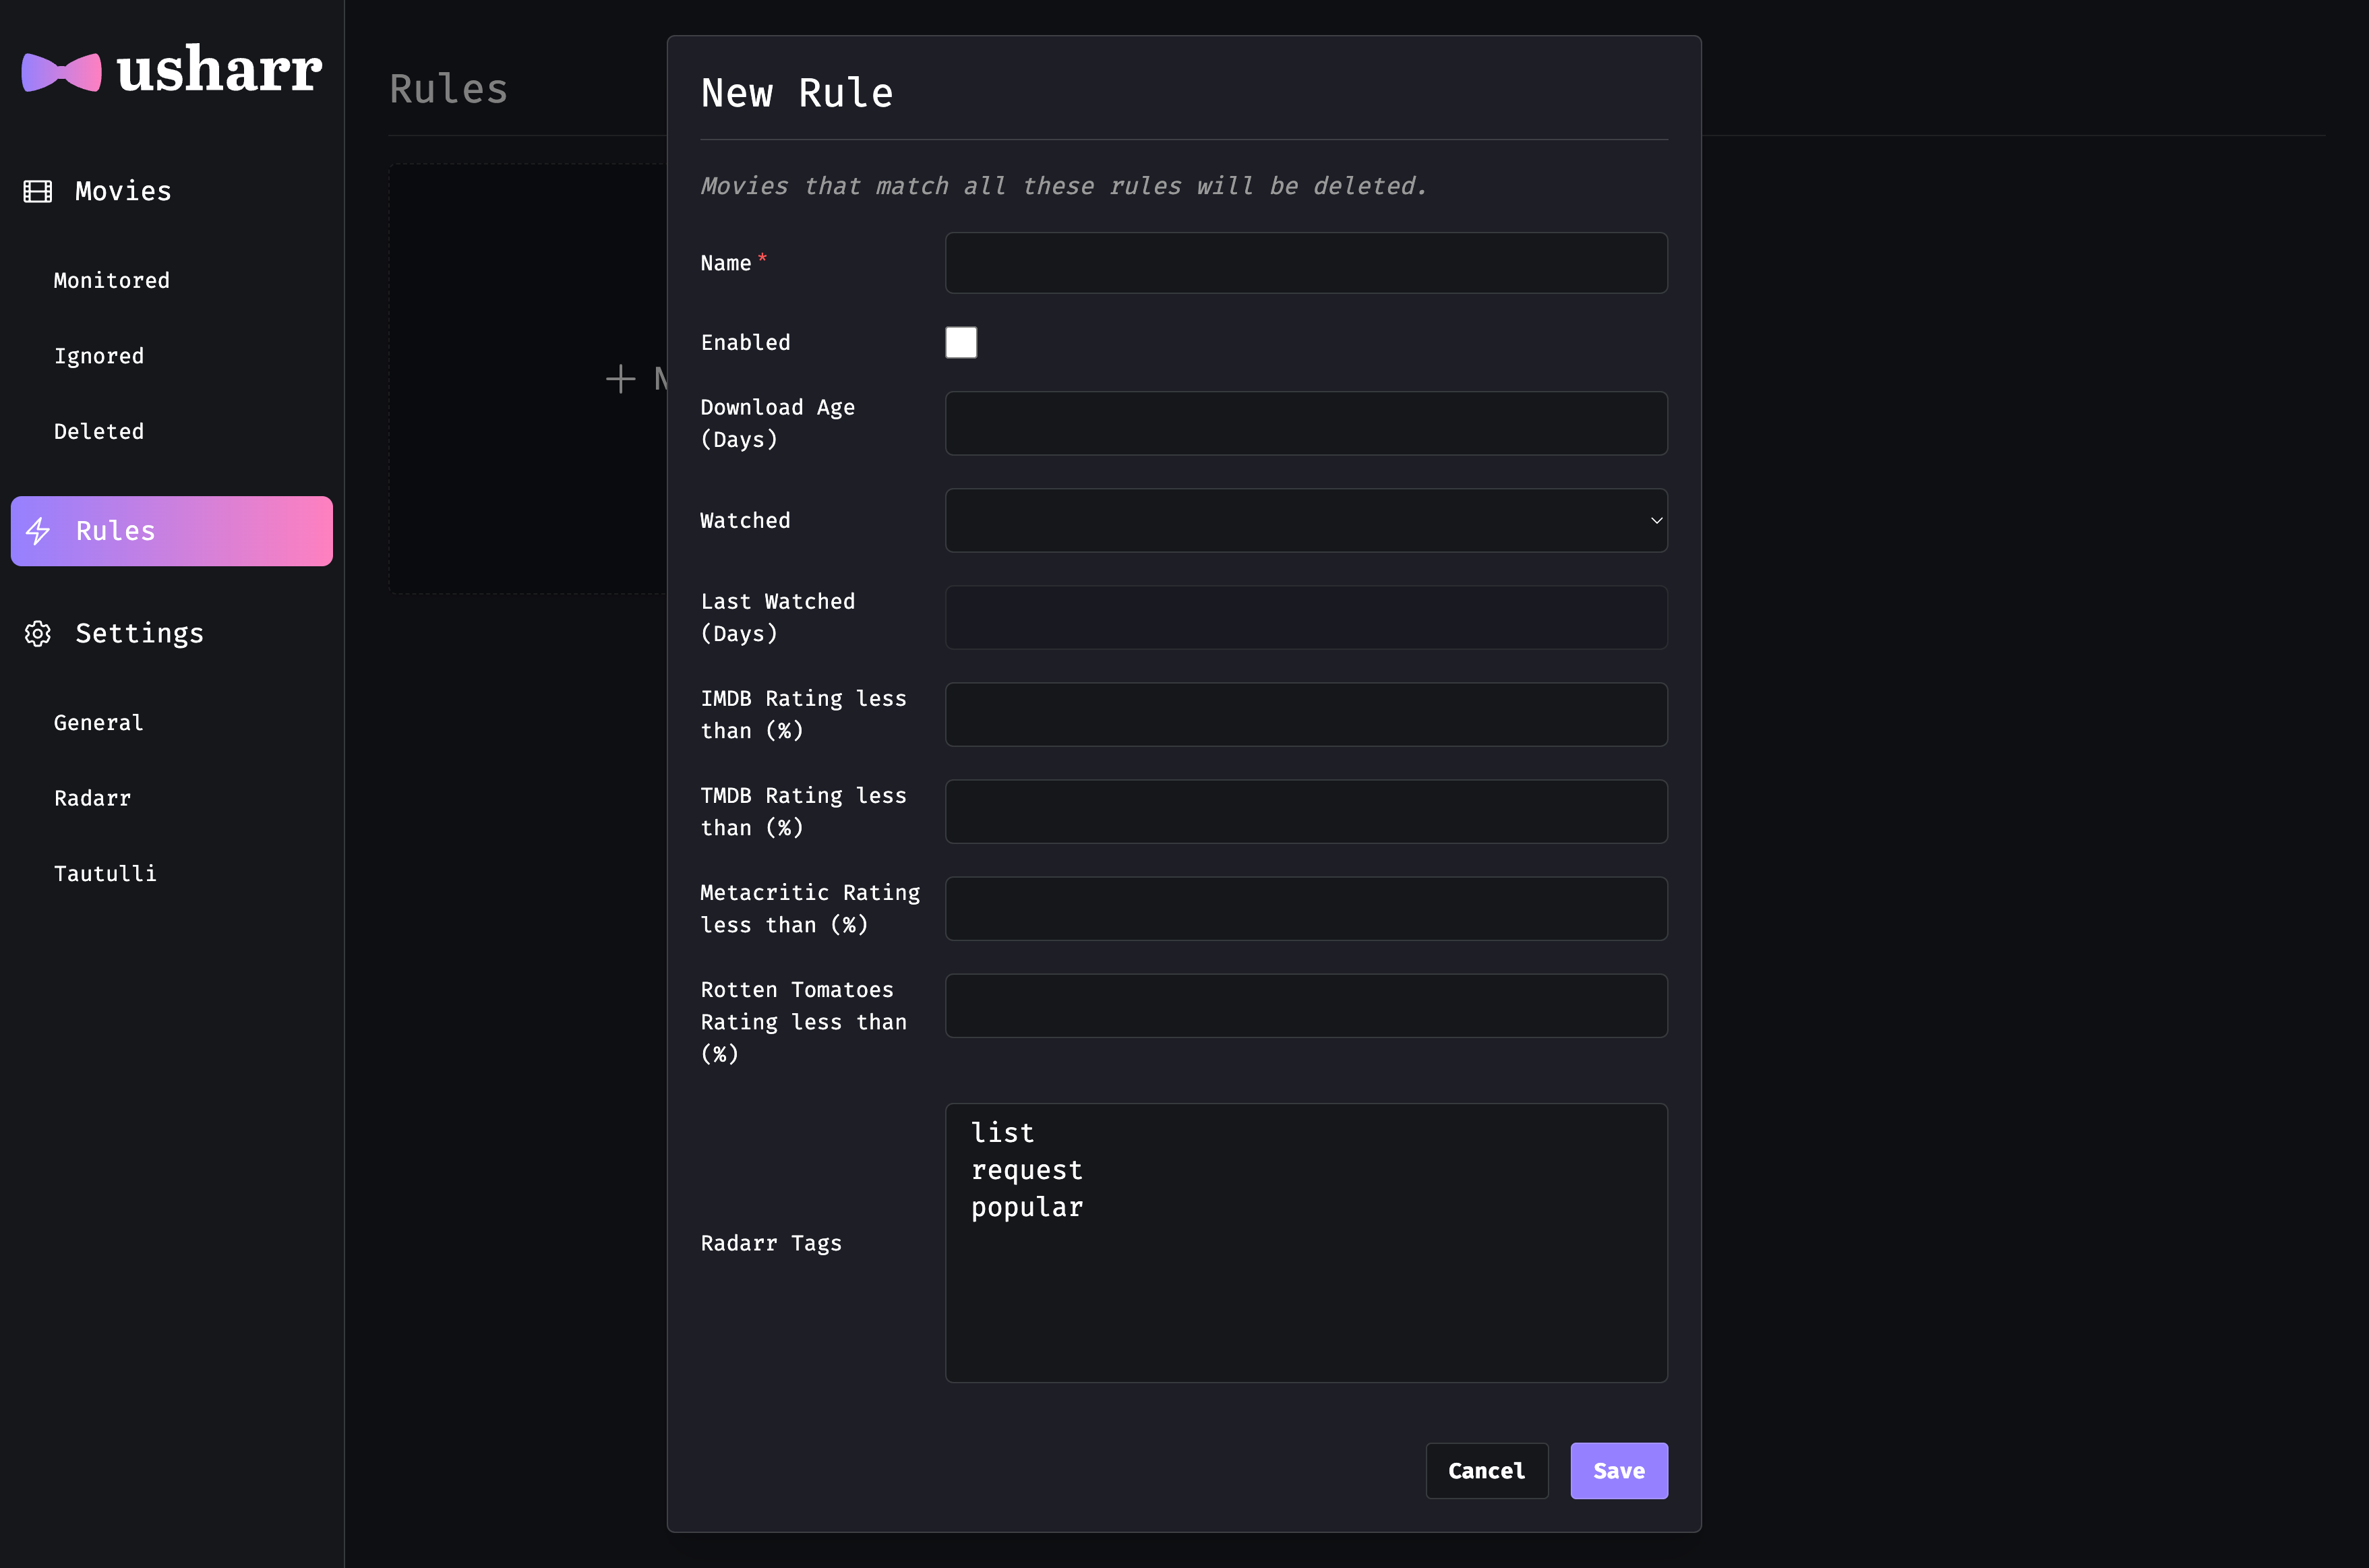 usharr
Movies
Monitored
Ignored
Deleted
Rules
Settings
General
Radarr
Tautulli
Rules
New Rule
Movies that match all these rules will be deleted.
Name*
Enabled
Download Age
(Days)
Watched
Last Watched
(Days)
IMDB Rating less
than (%)
TMDB Rating less
than (%)
Metacritic Rating
less than (%)
Rotten Tomatoes
Rating less than
(%)
Radarr Tags
list
request
popular
Cancel
Save